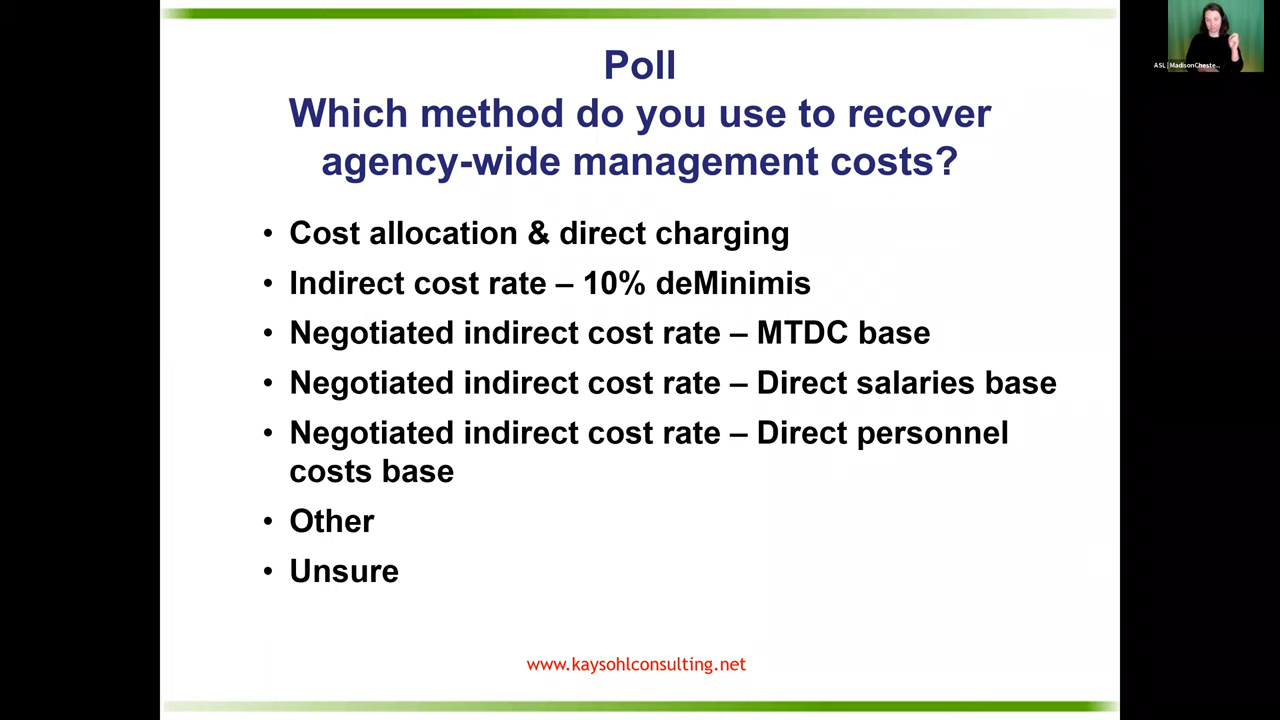 Poll
Which method do you use to recover
agency-wide management costs?
• Cost allocation & direct charging
• Indirect cost rate – 10% deMinimis
• Negotiated indirect cost rate – MTDC base
• Negotiated indirect cost rate – Direct salaries base
• Negotiated indirect cost rate – Direct personnel
costs base
• Other
• Unsure
www.kaysohlconsulting.net
ASL | MadisonCheste...